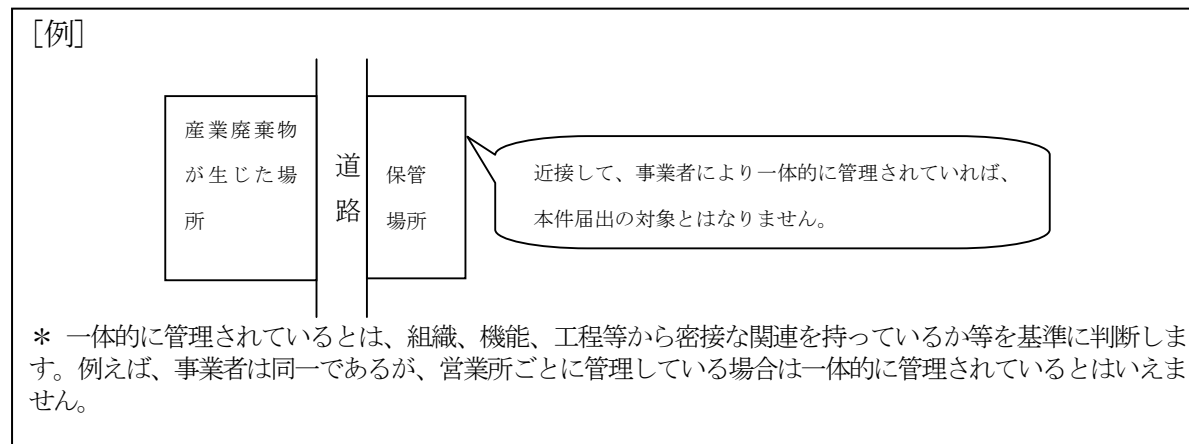 ［例］
産業廃棄物
が生じた場
所
道
路
保管
場所
近接して、事業者により一体的に管理されていれば、
本件届出の対象とはなりません。
＊ 一体的に管理されているとは、組織、機能、工程等から密接な関連を持っているか等を基準に判断しま
す。例えば、事業者は同一であるが、営業所ごとに管理している場合は一体的に管理されているとはいえま
せん。